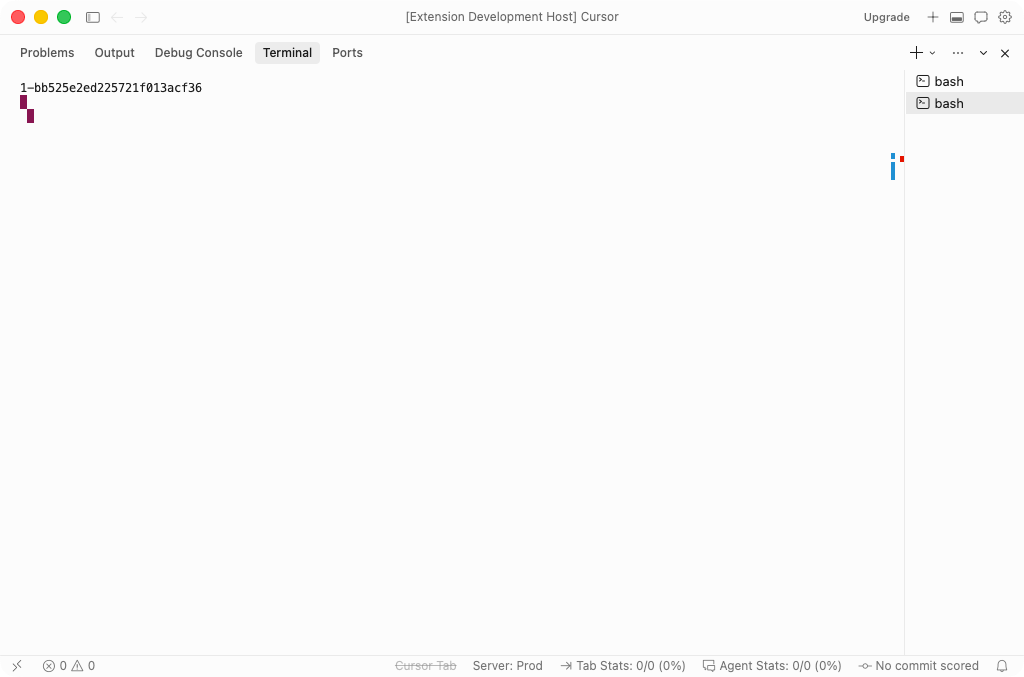 [Extension Development Host] Cursor
Upgrade
Problems
Output
Debug Console
Terminal
Ports
1-bb525e2ed225721f013acf36
bash
bash
0
0
Cursor Tab
Server: Prod
Tab Stats: 0/0 (0%)
Agent Stats: 0/0 (0%)
No commit scored